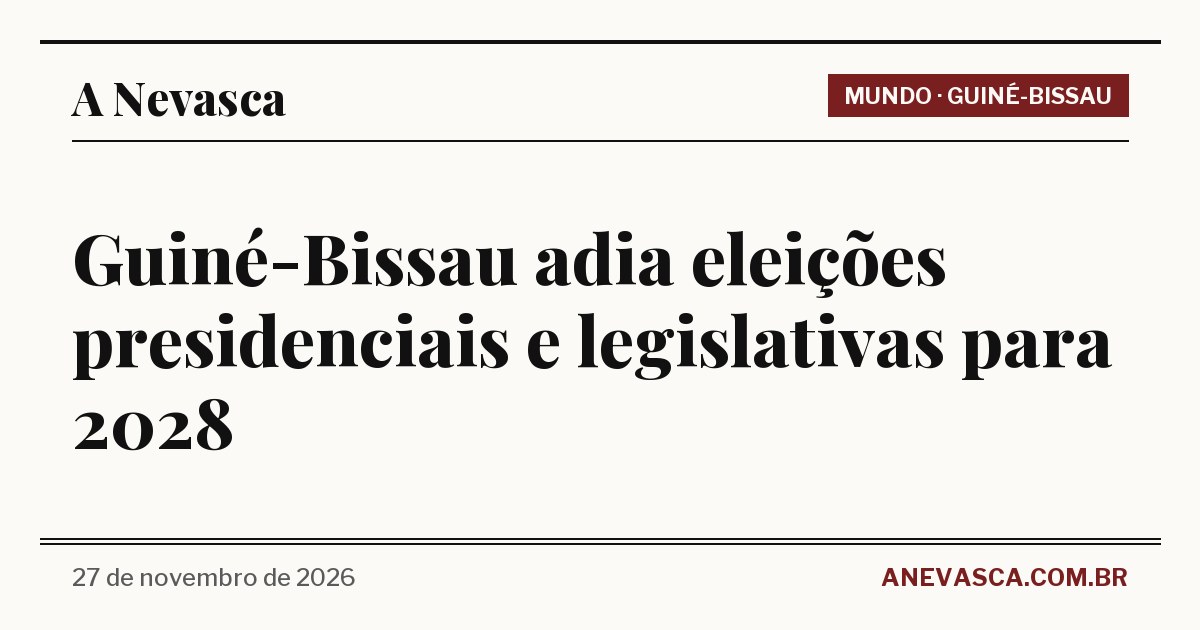 A Nevasca
MUNDO · GUINÉ-BISSAU
Guiné-Bissau adia eleições
presidenciais e legislativas para
2028
27 de novembro de 2026
ANEVASCA.COM.BR